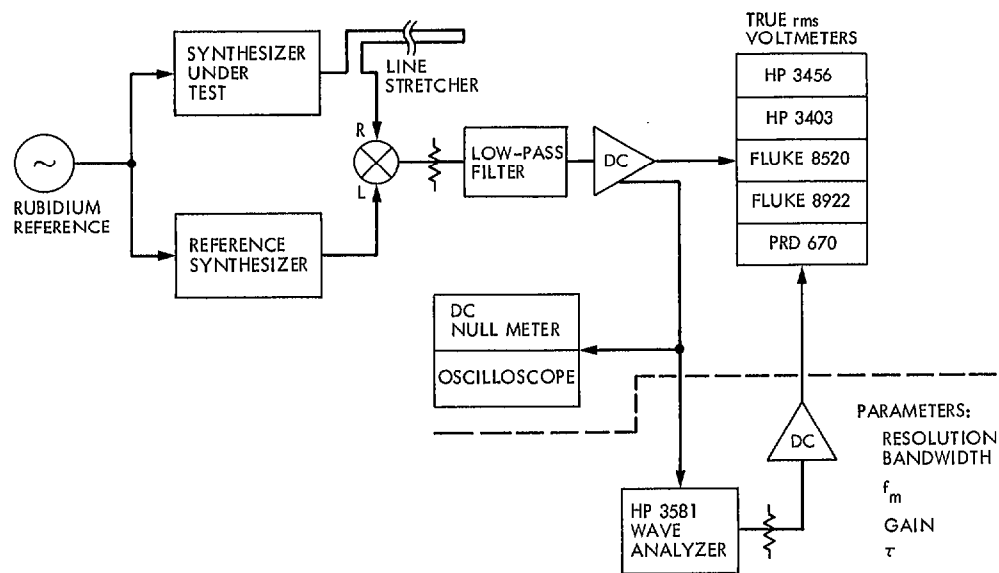 TRUE rms
VOLTMETERS
HP 3456
HP 3403
FLUKE 8520
FLUKE 8922
PRD 670
SYNTHESIZER
UNDER
TEST
LINE
STRETCHER
R
L
LOW-PASS
FILTER
DC
~
RUBIDIUM
REFERENCE
REFERENCE
SYNTHESIZER
DC
NULL METER
OSCILLOSCOPE
DC
PARAMETERS:
RESOLUTION
BANDWIDTH
fm
GAIN
τ
HP 3581
WAVE
ANALYZER